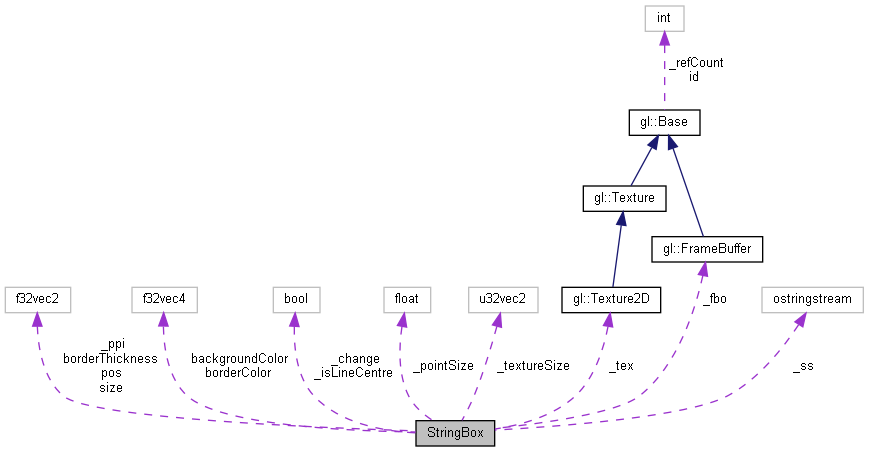 int
_refCount
id
gl::Base
gl::Texture
gl::FrameBuffer
f32vec2
f32vec4
bool
float
u32vec2
gl::Texture2D
ostringstream
_fbo
_ppi
borderThickness
pos
size
backgroundColor
borderColor
_change
_isLineCentre
_pointSize
_textureSize
_tex
_ss
StringBox